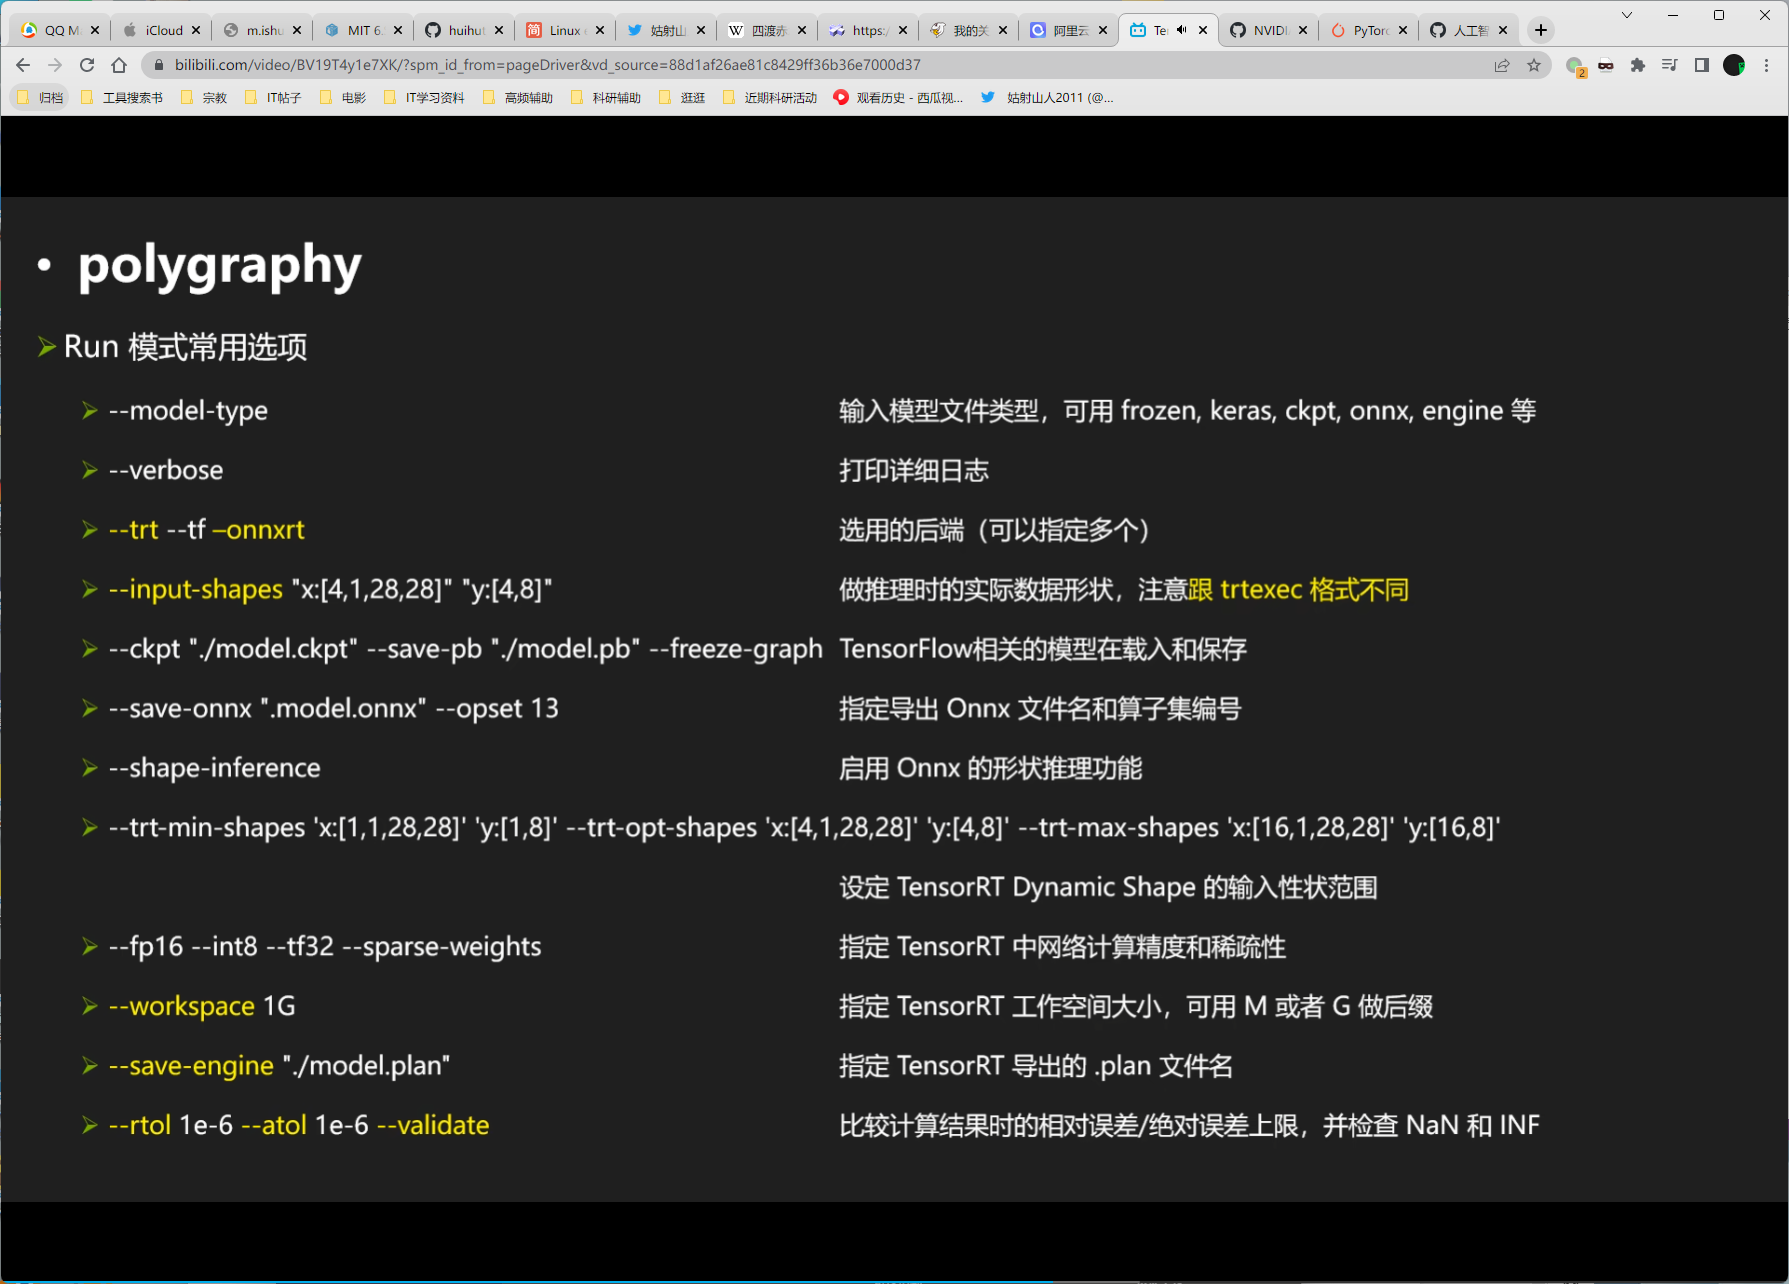 QQ M
iCloud
m.ishu
MIT 6.
huihut
Linux
姑射山
四渡赤
https:/
我的关
阿里云
Te
NVIDI
PyTorc
人工智
bilibili.com/video/BV19T4y1e7XK/?spm_id_from=pageDriver&vd_source=88d1af26ae81c8429ff36b36e7000d37
2
归档
工具搜索书
宗教
IT帖子
电影
IT学习资料
高频辅助
科研辅助
逛逛
近期科研活动
观看历史 - 西瓜视...
姑射山人2011 (@...
• polygraphy
Run 模式常用选项
--model-type 输入模型文件类型，可用 frozen, keras, ckpt, onnx, engine 等
--verbose 打印详细日志
--trt --tf –onnxrt 选用的后端（可以指定多个）
--input-shapes "x:[4,1,28,28]" "y:[4,8]" 做推理时的实际数据形状，注意跟 trtexec 格式不同
--ckpt "./model.ckpt" --save-pb "./model.pb" --freeze-graph TensorFlow相关的模型在载入和保存
--save-onnx ".model.onnx" --opset 13 指定导出 Onnx 文件名和算子集编号
--shape-inference 启用 Onnx 的形状推理功能
--trt-min-shapes 'x:[1,1,28,28]' 'y:[1,8]' --trt-opt-shapes 'x:[4,1,28,28]' 'y:[4,8]' --trt-max-shapes 'x:[16,1,28,28]' 'y:[16,8]'
设定 TensorRT Dynamic Shape 的输入性状范围
--fp16 --int8 --tf32 --sparse-weights 指定 TensorRT 中网络计算精度和稀疏性
--workspace 1G 指定 TensorRT 工作空间大小，可用 M 或者 G 做后缀
--save-engine "./model.plan" 指定 TensorRT 导出的 .plan 文件名
--rtol 1e-6 --atol 1e-6 --validate 比较计算结果时的相对误差/绝对误差上限，并检查 NaN 和 INF